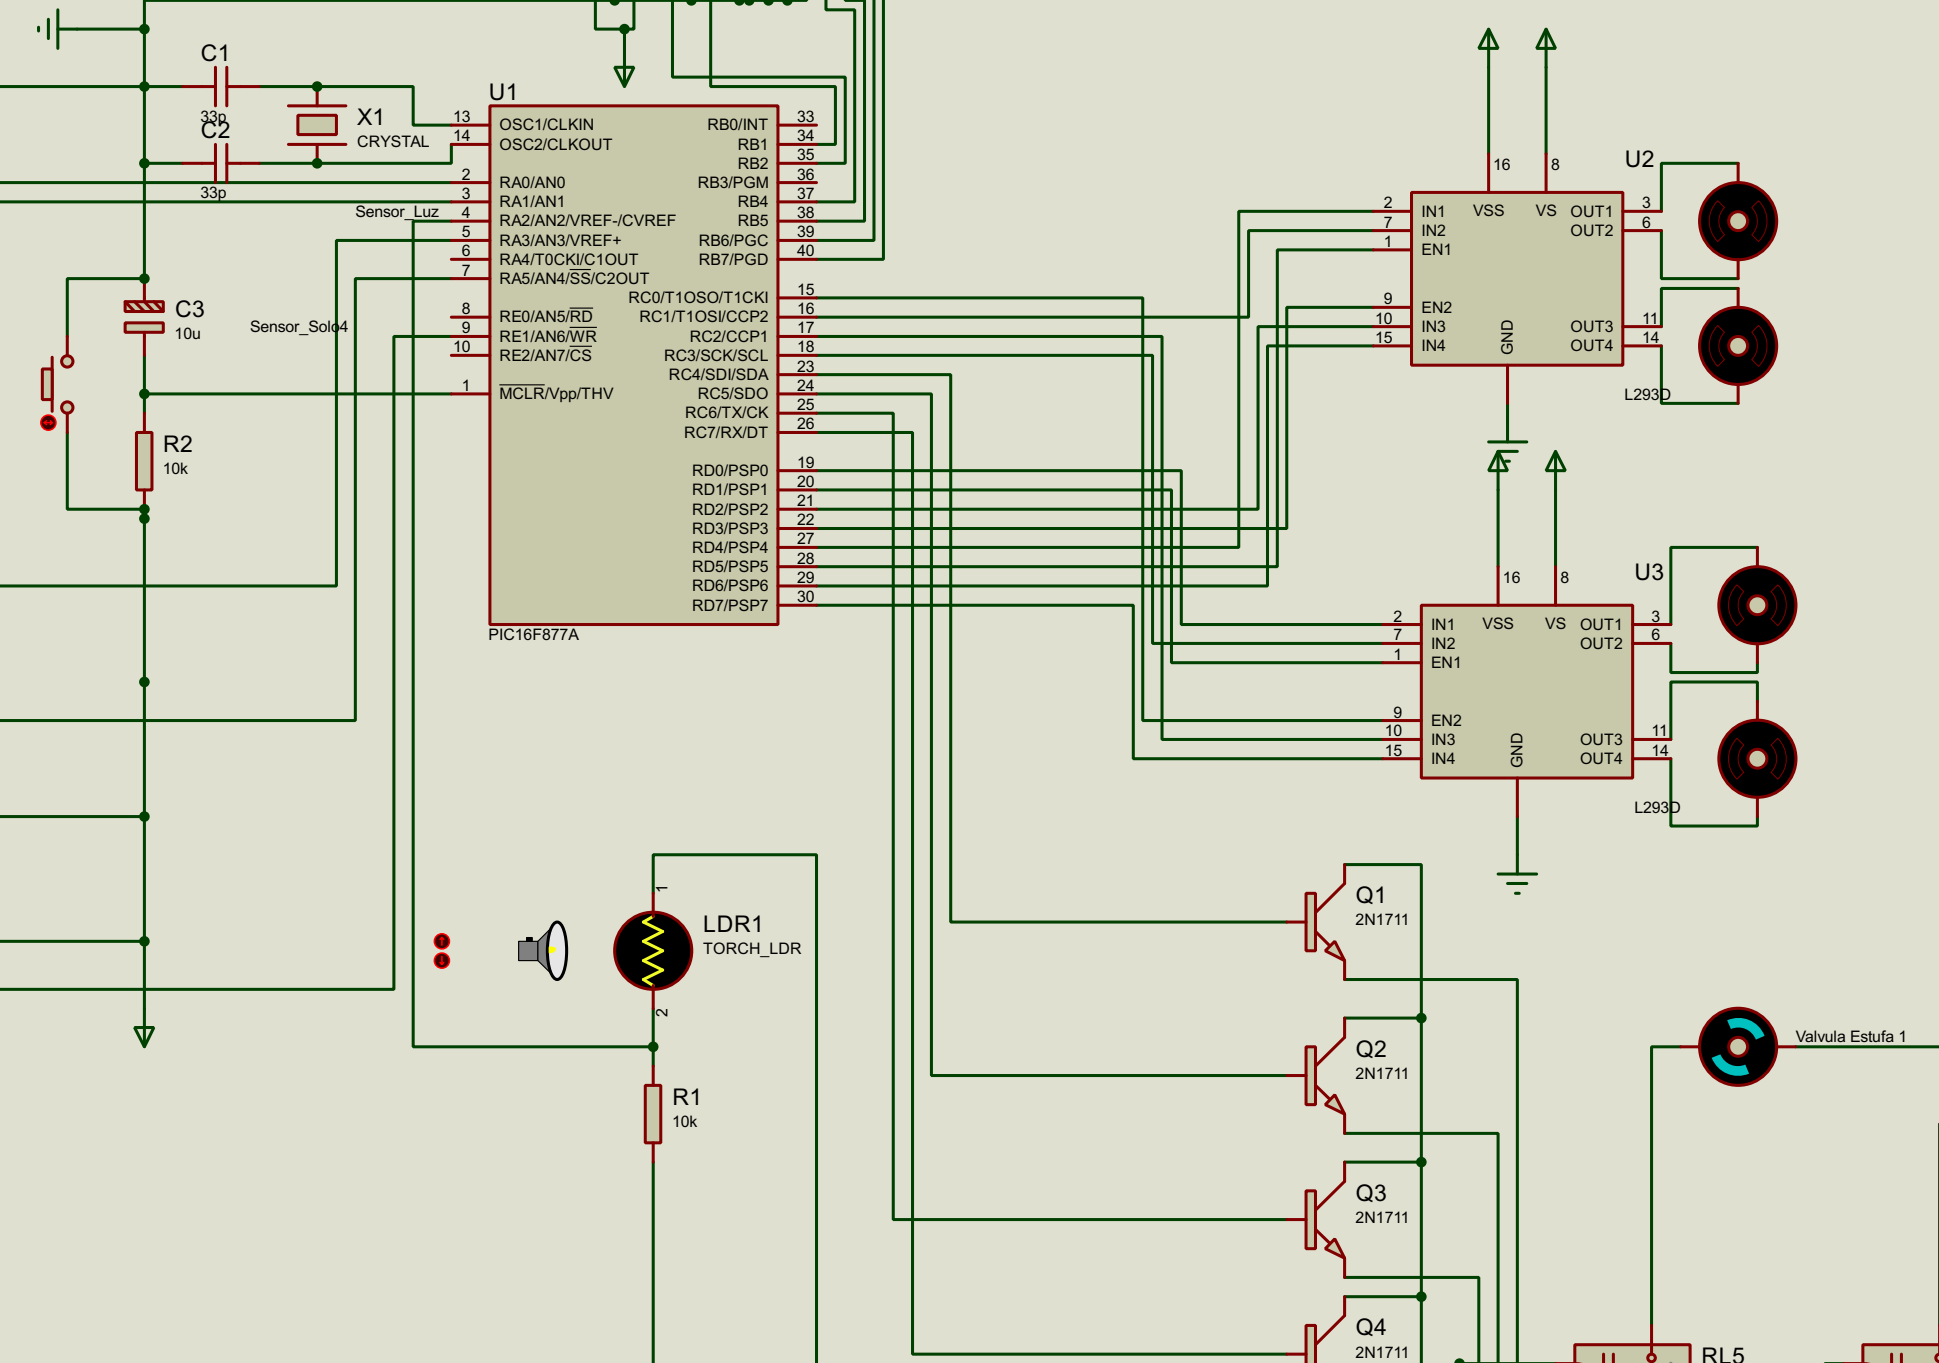 C1
33p
C2
33p
X1
CRYSTAL
C3
10u
R2
10k
Sensor_Luz
Sensor_Solo4
U1
13 OSC1/CLKIN
14 OSC2/CLKOUT
2 RA0/AN0
3 RA1/AN1
4 RA2/AN2/VREF-/CVREF
5 RA3/AN3/VREF+
6 RA4/T0CKI/C1OUT
7 RA5/AN4/SS/C2OUT
8 RE0/AN5/RD
9 RE1/AN6/WR
10 RE2/AN7/CS
1 MCLR/Vpp/THV
RB0/INT 33
RB1 34
RB2 35
RB3/PGM 36
RB4 37
RB5 38
RB6/PGC 39
RB7/PGD 40
RC0/T1OSO/T1CKI 15
RC1/T1OSI/CCP2 16
RC2/CCP1 17
RC3/SCK/SCL 18
RC4/SDI/SDA 23
RC5/SDO 24
RC6/TX/CK 25
RC7/RX/DT 26
RD0/PSP0 19
RD1/PSP1 20
RD2/PSP2 21
RD3/PSP3 22
RD4/PSP4 27
RD5/PSP5 28
RD6/PSP6 29
RD7/PSP7 30
PIC16F877A
U2
16 8
VSS VS
2 IN1
7 IN2
1 EN1
9 EN2
10 IN3
15 IN4
GND
OUT1 3
OUT2 6
OUT3 11
OUT4 14
L293D
U3
16 8
VSS VS
2 IN1
7 IN2
1 EN1
9 EN2
10 IN3
15 IN4
GND
OUT1 3
OUT2 6
OUT3 11
OUT4 14
L293D
1
LDR1
TORCH_LDR
2
R1
10k
Q1
2N1711
Q2
2N1711
Q3
2N1711
Q4
2N1711
Valvula Estufa 1
RL5